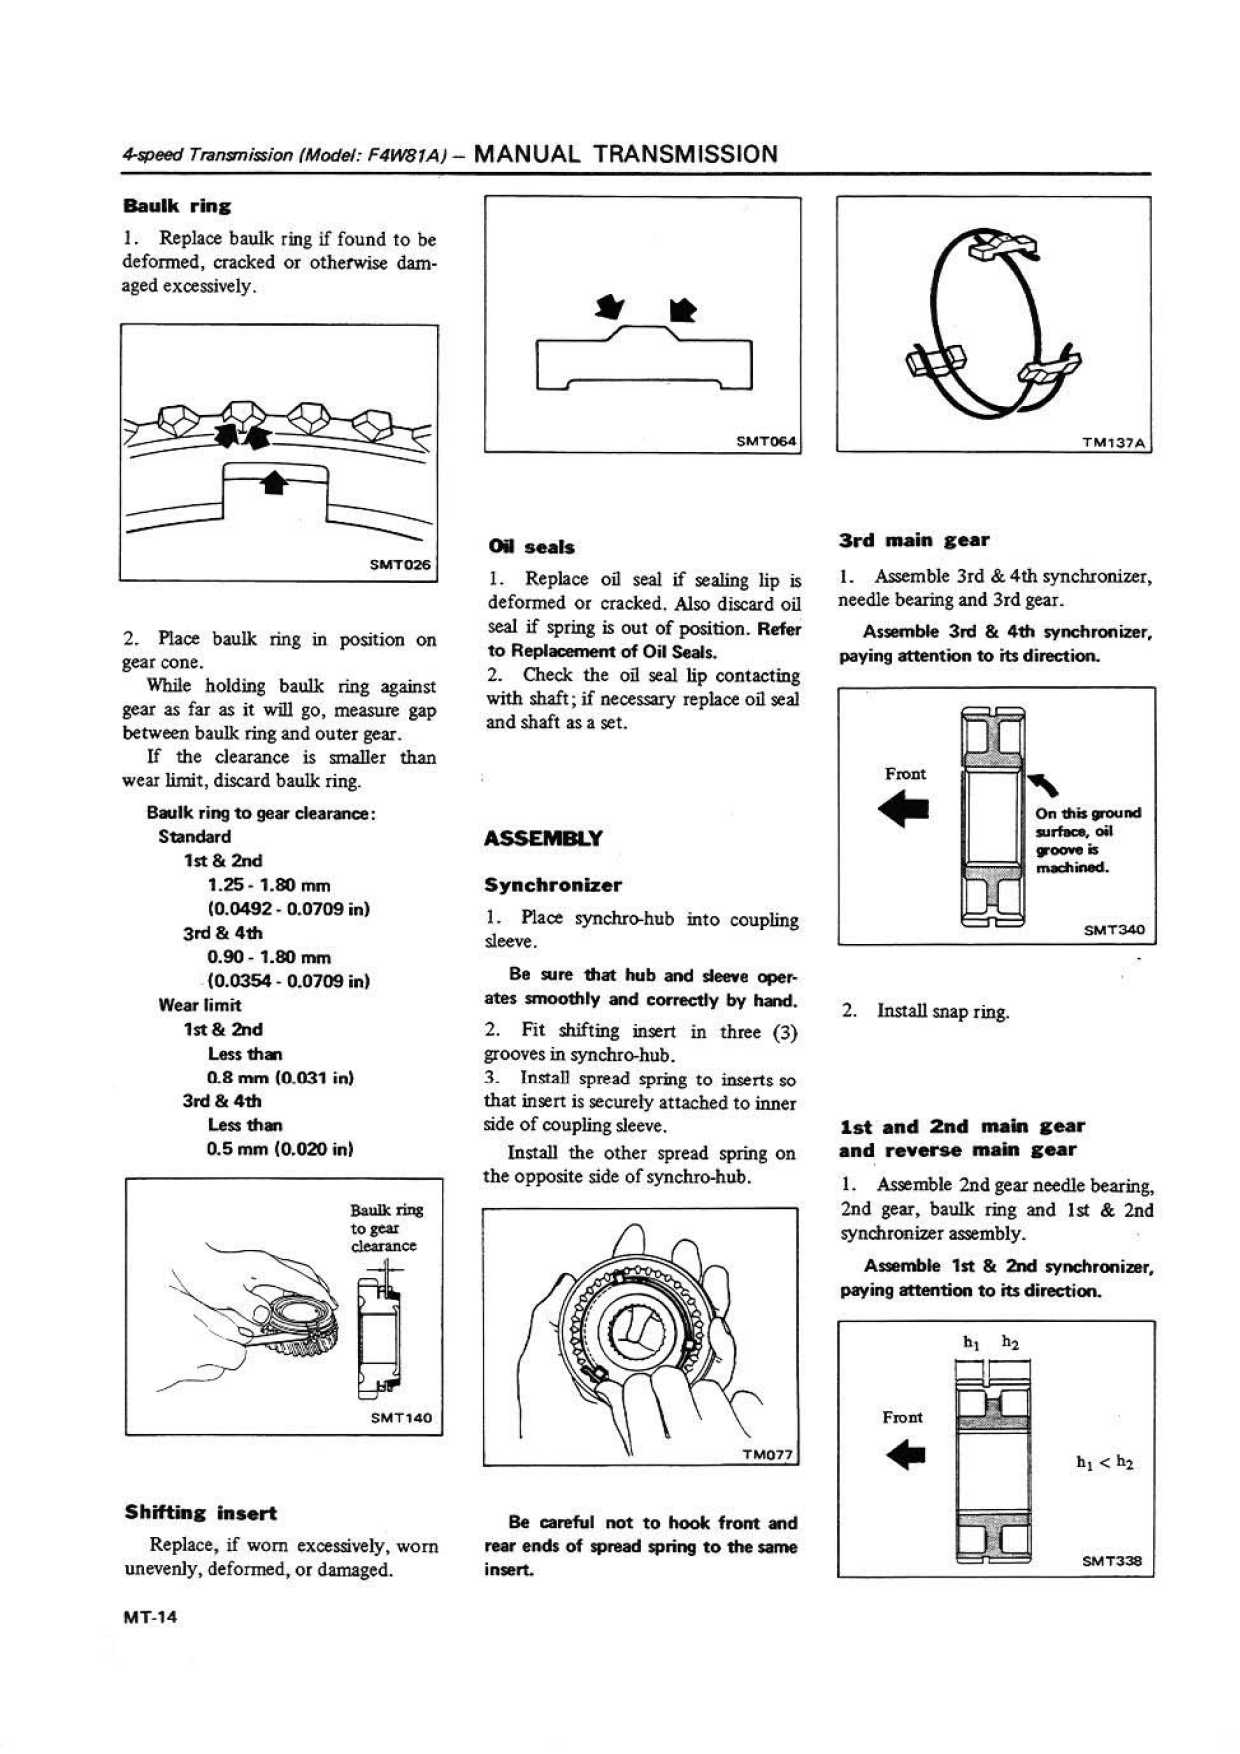 4-speed Transmission (Model: F4W81A) – MANUAL TRANSMISSION
Baulk ring
1. Replace baulk ring if found to be
deformed, cracked or otherwise dam-
aged excessively.
SMT026
2. Place baulk ring in position on
gear cone.
While holding baulk ring against
gear as far as it will go, measure gap
between baulk ring and outer gear.
If the clearance is smaller than
wear limit, discard baulk ring.
Baulk ring to gear clearance:
Standard
1st & 2nd
1.25 - 1.80 mm
(0.0492 - 0.0709 in)
3rd & 4th
0.90 - 1.80 mm
(0.0354 - 0.0709 in)
Wear limit
1st & 2nd
Less than
0.8 mm (0.031 in)
3rd & 4th
Less than
0.5 mm (0.020 in)
Baulk ring
to gear
clearance
SMT140
Shifting insert
Replace, if worn excessively, worn
unevenly, deformed, or damaged.
MT-14
SMT064
Oil seals
1. Replace oil seal if sealing lip is
deformed or cracked. Also discard oil
seal if spring is out of position. Refer
to Replacement of Oil Seals.
2. Check the oil seal lip contacting
with shaft; if necessary replace oil seal
and shaft as a set.
ASSEMBLY
Synchronizer
1. Place synchro-hub into coupling
sleeve.
Be sure that hub and sleeve oper-
ates smoothly and correctly by hand.
2. Fit shifting insert in three (3)
grooves in synchro-hub.
3. Install spread spring to inserts so
that insert is securely attached to inner
side of coupling sleeve.
Install the other spread spring on
the opposite side of synchro-hub.
TM077
Be careful not to hook front and
rear ends of spread spring to the same
insert.
TM137A
3rd main gear
1. Assemble 3rd & 4th synchronizer,
needle bearing and 3rd gear.
Assemble 3rd & 4th synchronizer,
paying attention to its direction.
Front
On this ground
surface, oil
groove is
machined.
SMT340
2. Install snap ring.
1st and 2nd main gear
and reverse main gear
1. Assemble 2nd gear needle bearing,
2nd gear, baulk ring and 1st & 2nd
synchronizer assembly.
Assemble 1st & 2nd synchronizer,
paying attention to its direction.
h1 h2
Front
h1 < h2
SMT338